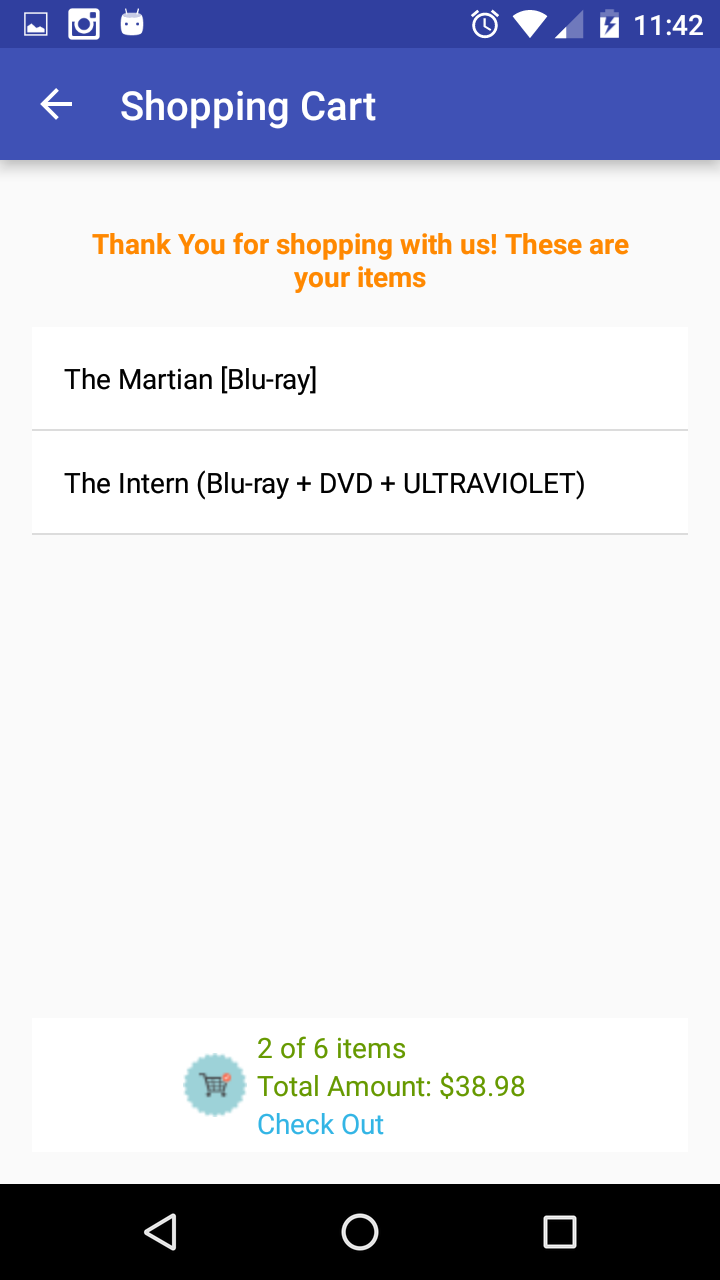 11:42
Shopping Cart
Thank You for shopping with us! These are
your items
The Martian [Blu-ray]
The Intern (Blu-ray + DVD + ULTRAVIOLET)
2 of 6 items
Total Amount: $38.98
Check Out